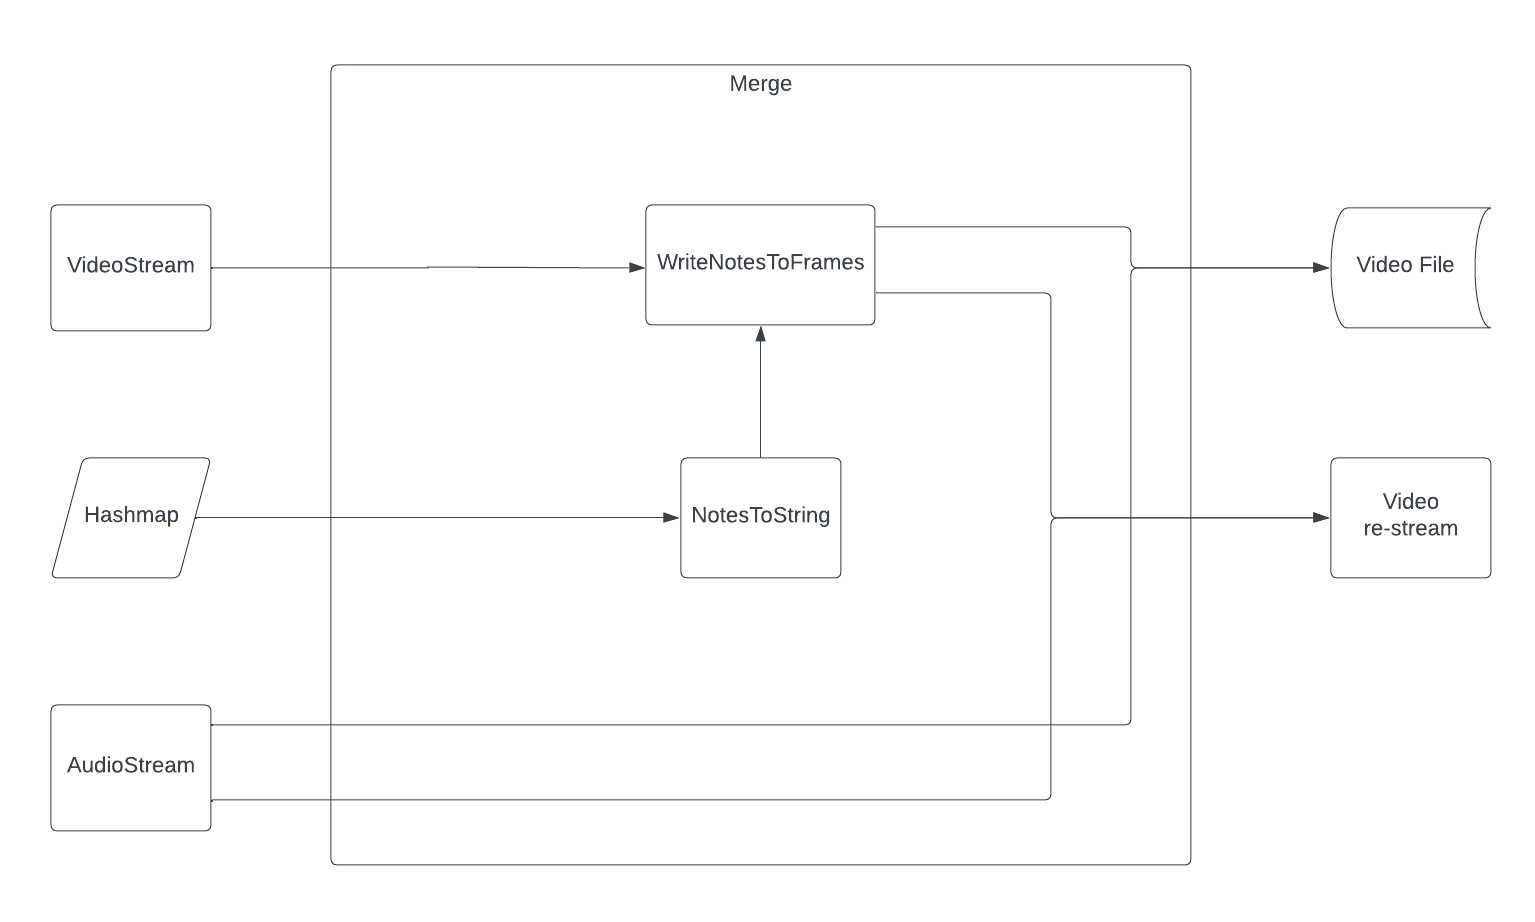 Merge
VideoStream
WriteNotesToFrames
Video File
Hashmap
NotesToString
Video
re-stream
AudioStream